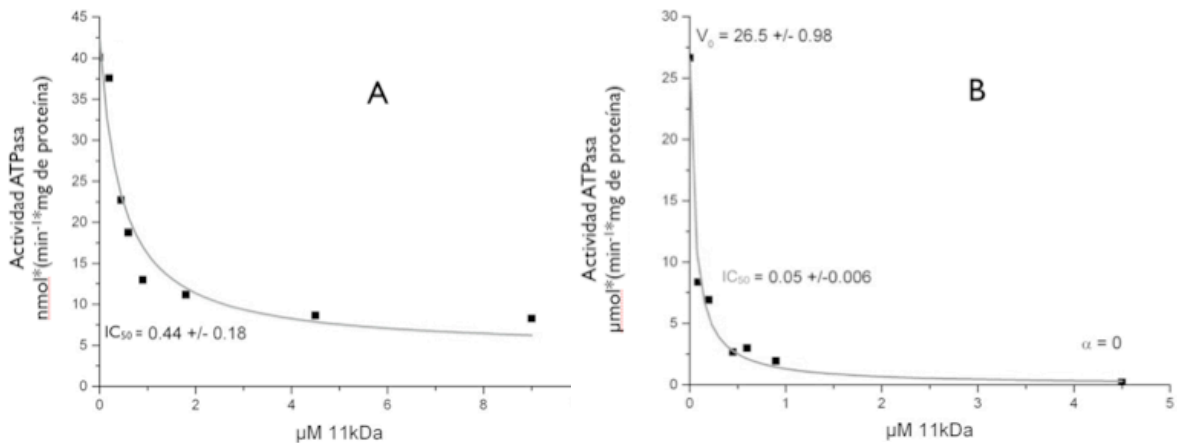 45
40
35
30
25
20
15
10
5
0
Actividad ATPasa
nmol*(min⁻¹*mg de proteína)
A
IC₅₀ = 0.44 +/- 0.18
0 2 4 6 8
µM 11kDa
30
25
20
15
10
5
0
Actividad ATPasa
µmol*(min⁻¹*mg de proteína)
V₀ = 26.5 +/- 0.98
B
IC₅₀ = 0.05 +/-0.006
α = 0
0 1 2 3 4 5
µM 11kDa